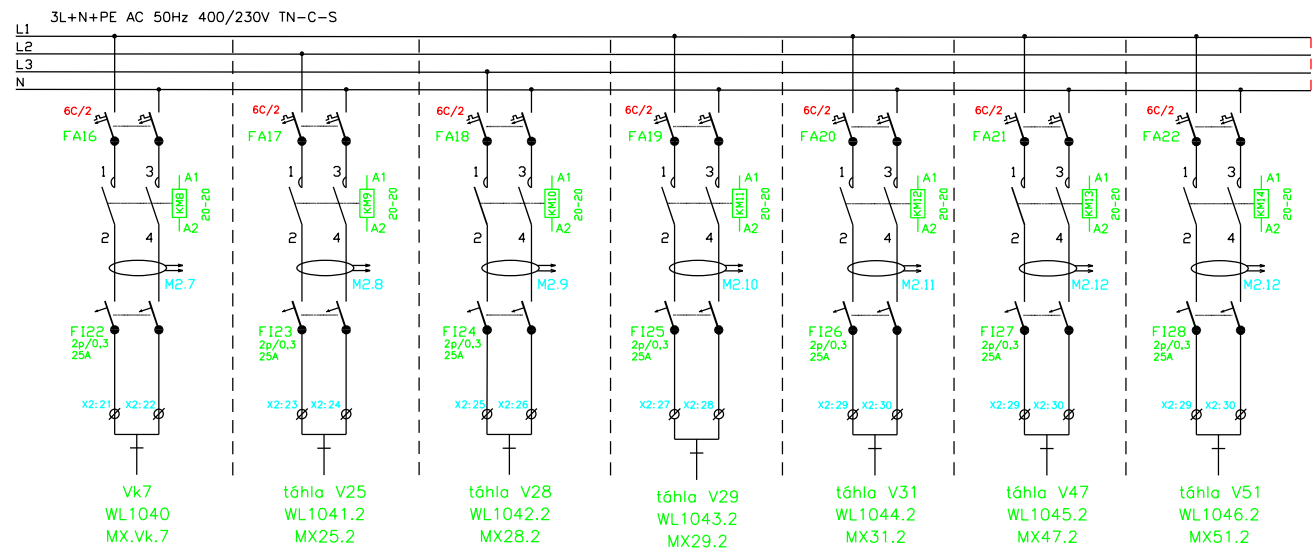 3L+N+PE AC 50Hz 400/230V TN-C-S
L1
L2
L3
N
6C/2
FA16
1
3
A1
KM8
20-20
A2
2
4
M2.7
FI22
2p/0.3
25A
X2:21
X2:22
Vk7
WL1040
MX.Vk.7
6C/2
FA17
1
3
A1
KM9
20-20
A2
2
4
M2.8
FI23
2p/0.3
25A
X2:23
X2:24
táhla V25
WL1041.2
MX25.2
6C/2
FA18
1
3
A1
KM10
20-20
A2
2
4
M2.9
FI24
2p/0.3
25A
X2:25
X2:26
táhla V28
WL1042.2
MX28.2
6C/2
FA19
1
3
A1
KM11
20-20
A2
2
4
M2.10
FI25
2p/0.3
25A
X2:27
X2:28
táhla V29
WL1043.2
MX29.2
6C/2
FA20
1
3
A1
KM12
20-20
A2
2
4
M2.11
FI26
2p/0.3
25A
X2:29
X2:30
táhla V31
WL1044.2
MX31.2
6C/2
FA21
1
3
A1
KM13
20-20
A2
2
4
M2.12
FI27
2p/0.3
25A
X2:29
X2:30
táhla V47
WL1045.2
MX47.2
6C/2
FA22
1
3
A1
KM14
20-20
A2
2
4
M2.12
FI28
2p/0.3
25A
X2:29
X2:30
táhla V51
WL1046.2
MX51.2